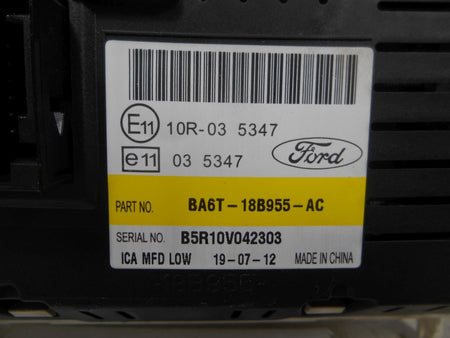 E11 10R-03 5347
e11 03 5347
Ford
PART NO. BA6T-18B955-AC
SERIAL NO. B5R10V042303
ICA MFD LOW 19-07-12 MADE IN CHINA
-18B955-